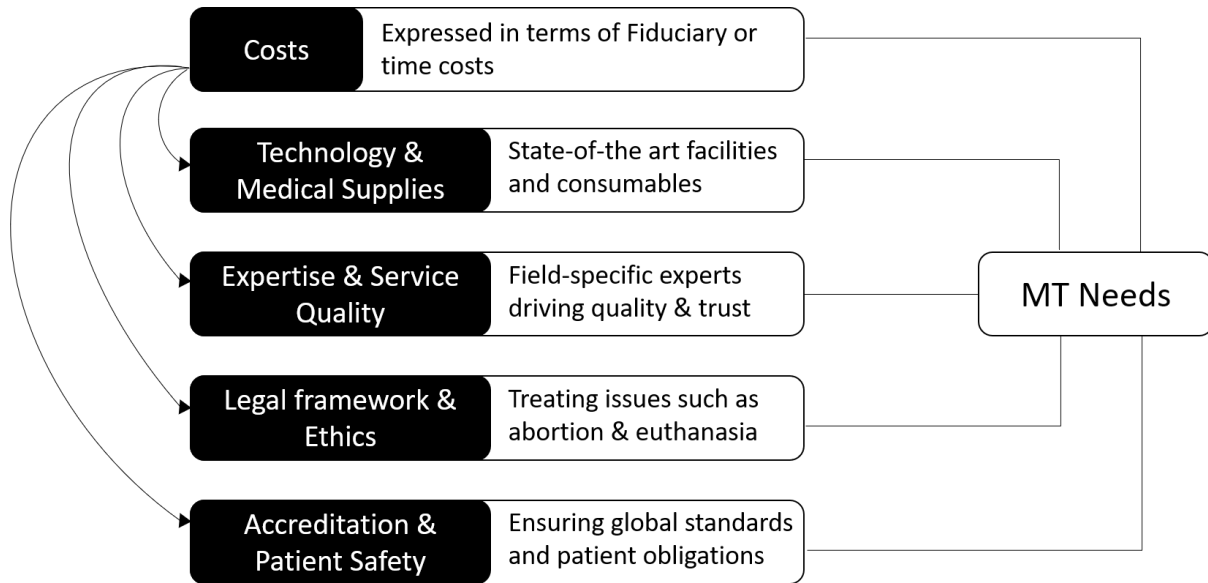 Costs
Expressed in terms of Fiduciary or
time costs
Technology &
Medical Supplies
State-of-the art facilities
and consumables
Expertise & Service
Quality
Field-specific experts
driving quality & trust
MT Needs
Legal framework &
Ethics
Treating issues such as
abortion & euthanasia
Accreditation &
Patient Safety
Ensuring global standards
and patient obligations